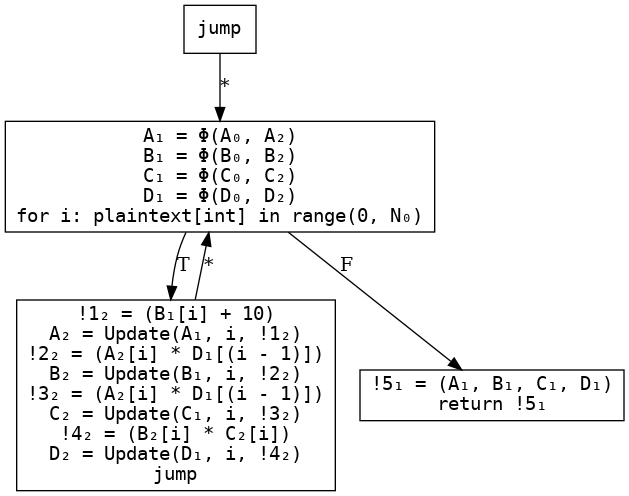 jump
*
A₁ = Φ(A₀, A₂)
B₁ = Φ(B₀, B₂)
C₁ = Φ(C₀, C₂)
D₁ = Φ(D₀, D₂)
for i: plaintext[int] in range(0, N₀)
T
*
F
!1₂ = (B₁[i] + 10)
A₂ = Update(A₁, i, !1₂)
!2₂ = (A₂[i] * D₁[(i - 1)])
B₂ = Update(B₁, i, !2₂)
!3₂ = (A₂[i] * D₁[(i - 1)])
C₂ = Update(C₁, i, !3₂)
!4₂ = (B₂[i] * C₂[i])
D₂ = Update(D₁, i, !4₂)
jump
!5₁ = (A₁, B₁, C₁, D₁)
return !5₁